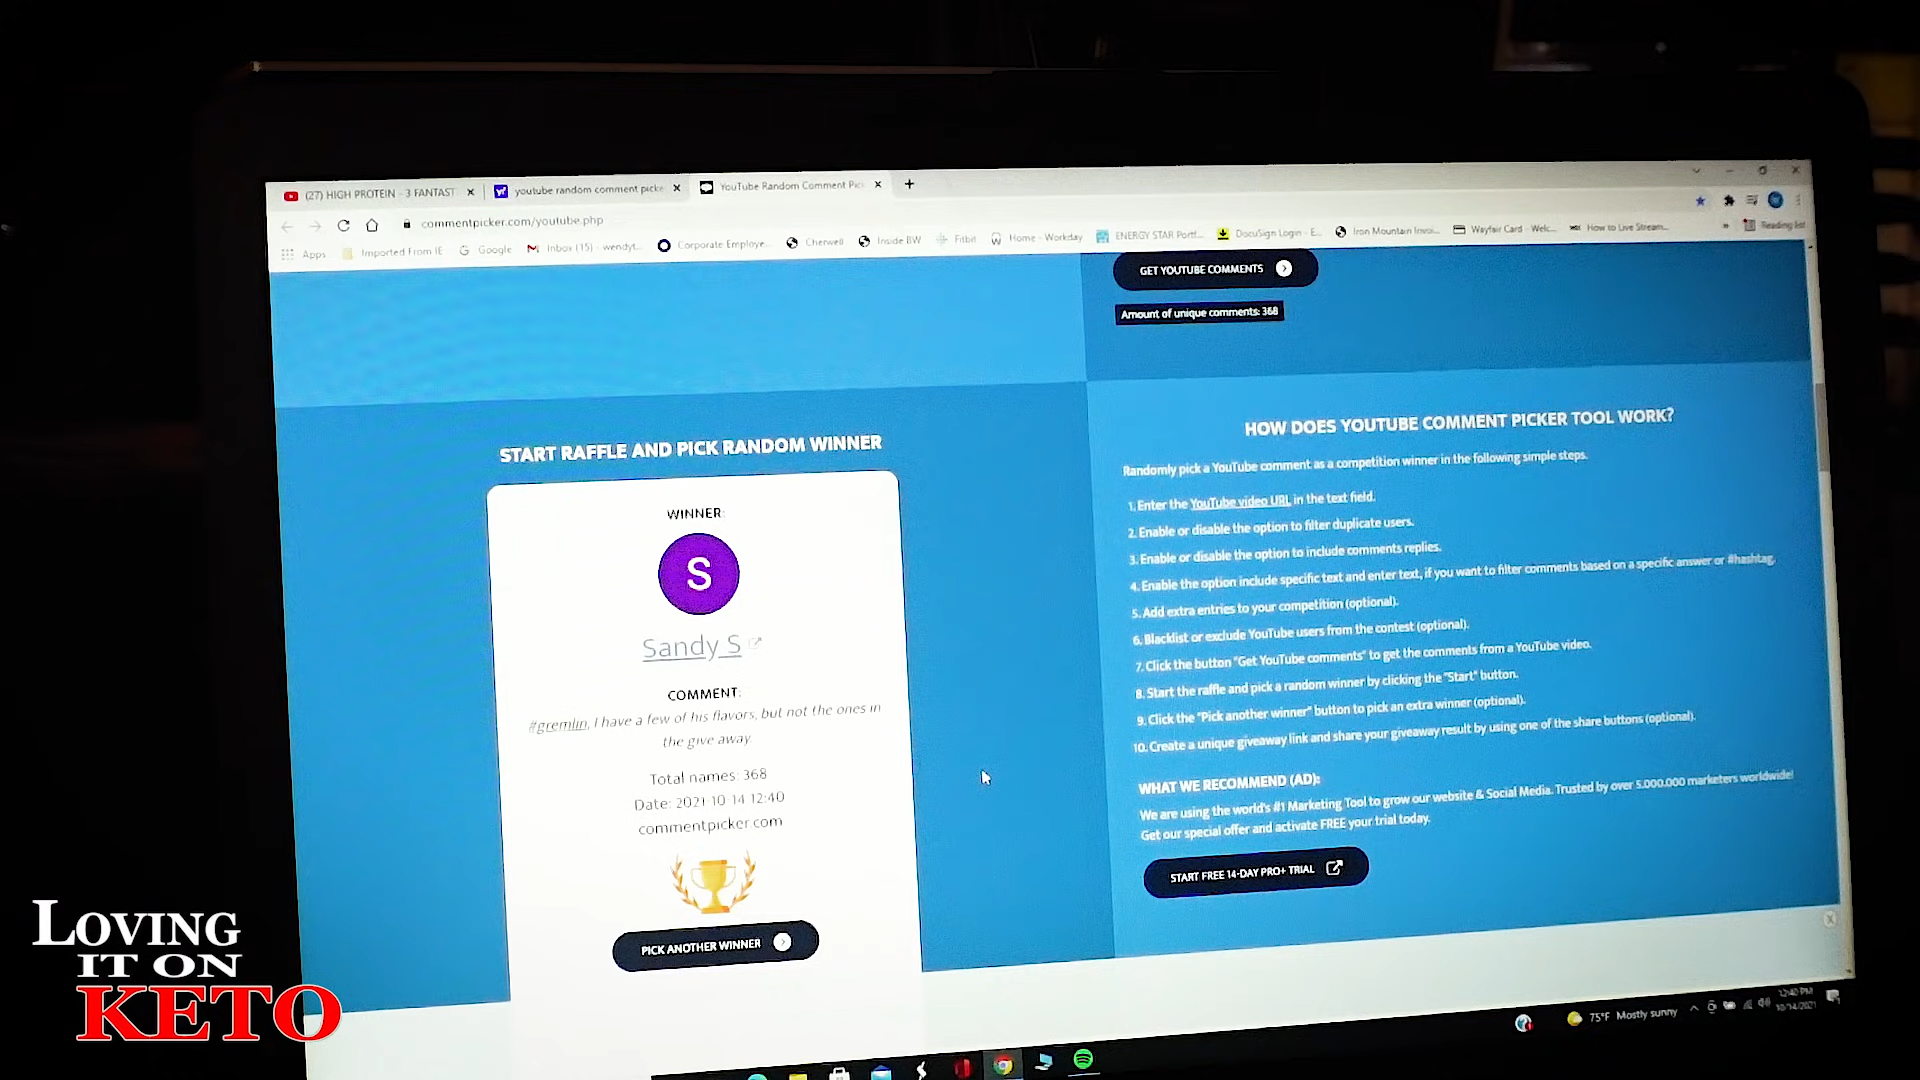 (27) HIGH PROTEIN - 3 FANTAST
youtube random comment picke
YouTube Random Comment Pic
commentpicker.com/youtube.php
Apps
Imported From IE
Google
Inbox (15) - wendyt...
Corporate Employe...
Cherwell
Inside BW
Fitbit
Home - Workday
ENERGY STAR Portf...
DocuSign Login - E...
Iron Mountain Invoi...
Wayfair Card - Welc...
How to Live Stream...
Reading list
GET YOUTUBE COMMENTS
Amount of unique comments: 368
START RAFFLE AND PICK RANDOM WINNER
WINNER:
S
Sandy S
COMMENT:
#gremlin, I have a few of his flavors, but not the ones in
the give away.
Total names: 368
Date: 2021-10-14 12:40
commentpicker.com
PICK ANOTHER WINNER
HOW DOES YOUTUBE COMMENT PICKER TOOL WORK?
Randomly pick a YouTube comment as a competition winner in the following simple steps.
1. Enter the YouTube video URL in the text field.
2. Enable or disable the option to filter duplicate users.
3. Enable or disable the option to include comments replies.
4. Enable the option include specific text and enter text, if you want to filter comments based on a specific answer or #hashtag.
5. Add extra entries to your competition (optional).
6. Blacklist or exclude YouTube users from the contest (optional).
7. Click the button "Get YouTube comments" to get the comments from a YouTube video.
8. Start the raffle and pick a random winner by clicking the "Start" button.
9. Click the "Pick another winner" button to pick an extra winner (optional).
10. Create a unique giveaway link and share your giveaway result by using one of the share buttons (optional).
WHAT WE RECOMMEND (AD):
We are using the world's #1 Marketing Tool to grow our website & Social Media. Trusted by over 5.000.000 marketers worldwide!
Get our special offer and activate FREE your trial today.
START FREE 14-DAY PRO+ TRIAL
75°F Mostly sunny
12:40 PM
10/14/2021
LOVING
IT ON
KETO